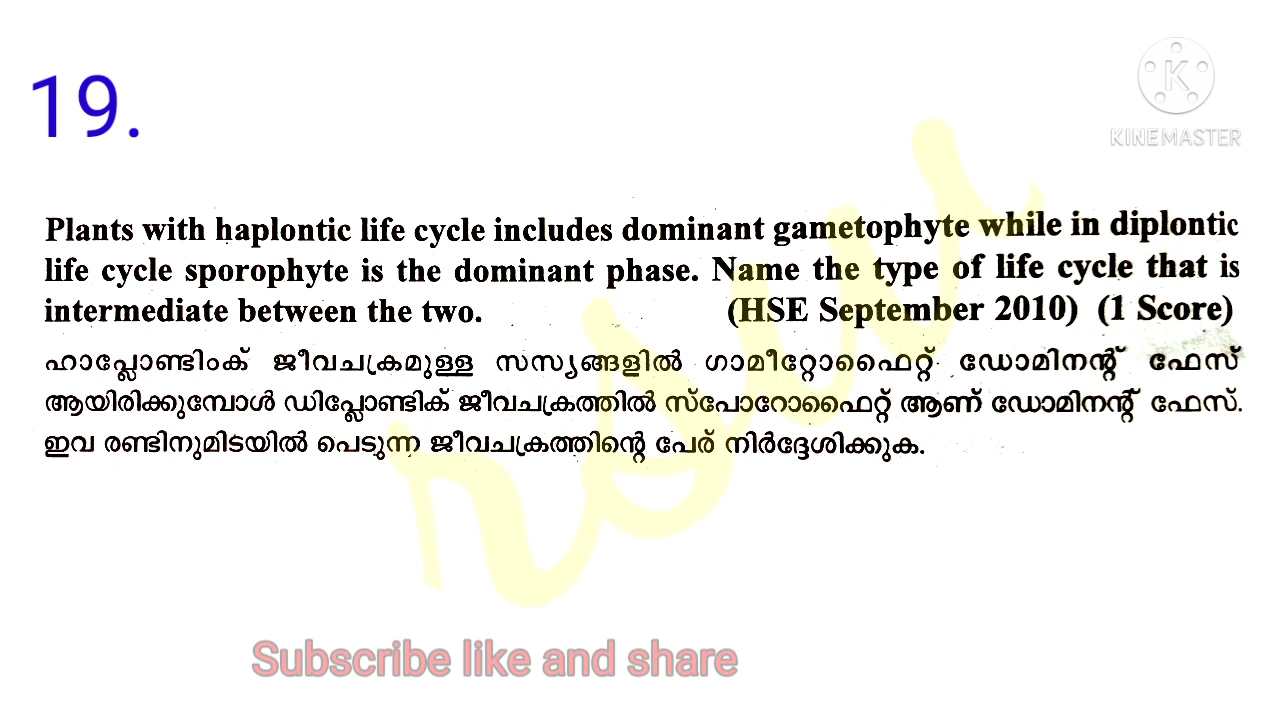 19.
KINEMASTER
Plants with haplontic life cycle includes dominant gametophyte while in diplontic
life cycle sporophyte is the dominant phase. Name the type of life cycle that is
intermediate between the two. (HSE September 2010) (1 Score)
ഹാപ്ലോണ്ടിംക് ജീവചക്രമുള്ള സസ്യങ്ങളിൽ ഗാമീറ്റോഫൈറ്റ് ഡോമിനന്റ് ഫേസ്
ആയിരിക്കുമ്പോൾ ഡിപ്ലോണ്ടിക് ജീവചക്രത്തിൽ സ്പോറോഫൈറ്റ് ആണ് ഡോമിനന്റ് ഫേസ്.
ഇവ രണ്ടിനുമിടയിൽ പെടുന്ന ജീവചക്രത്തിന്റെ പേര് നിർദ്ദേശിക്കുക.
rosu
Subscribe like and share